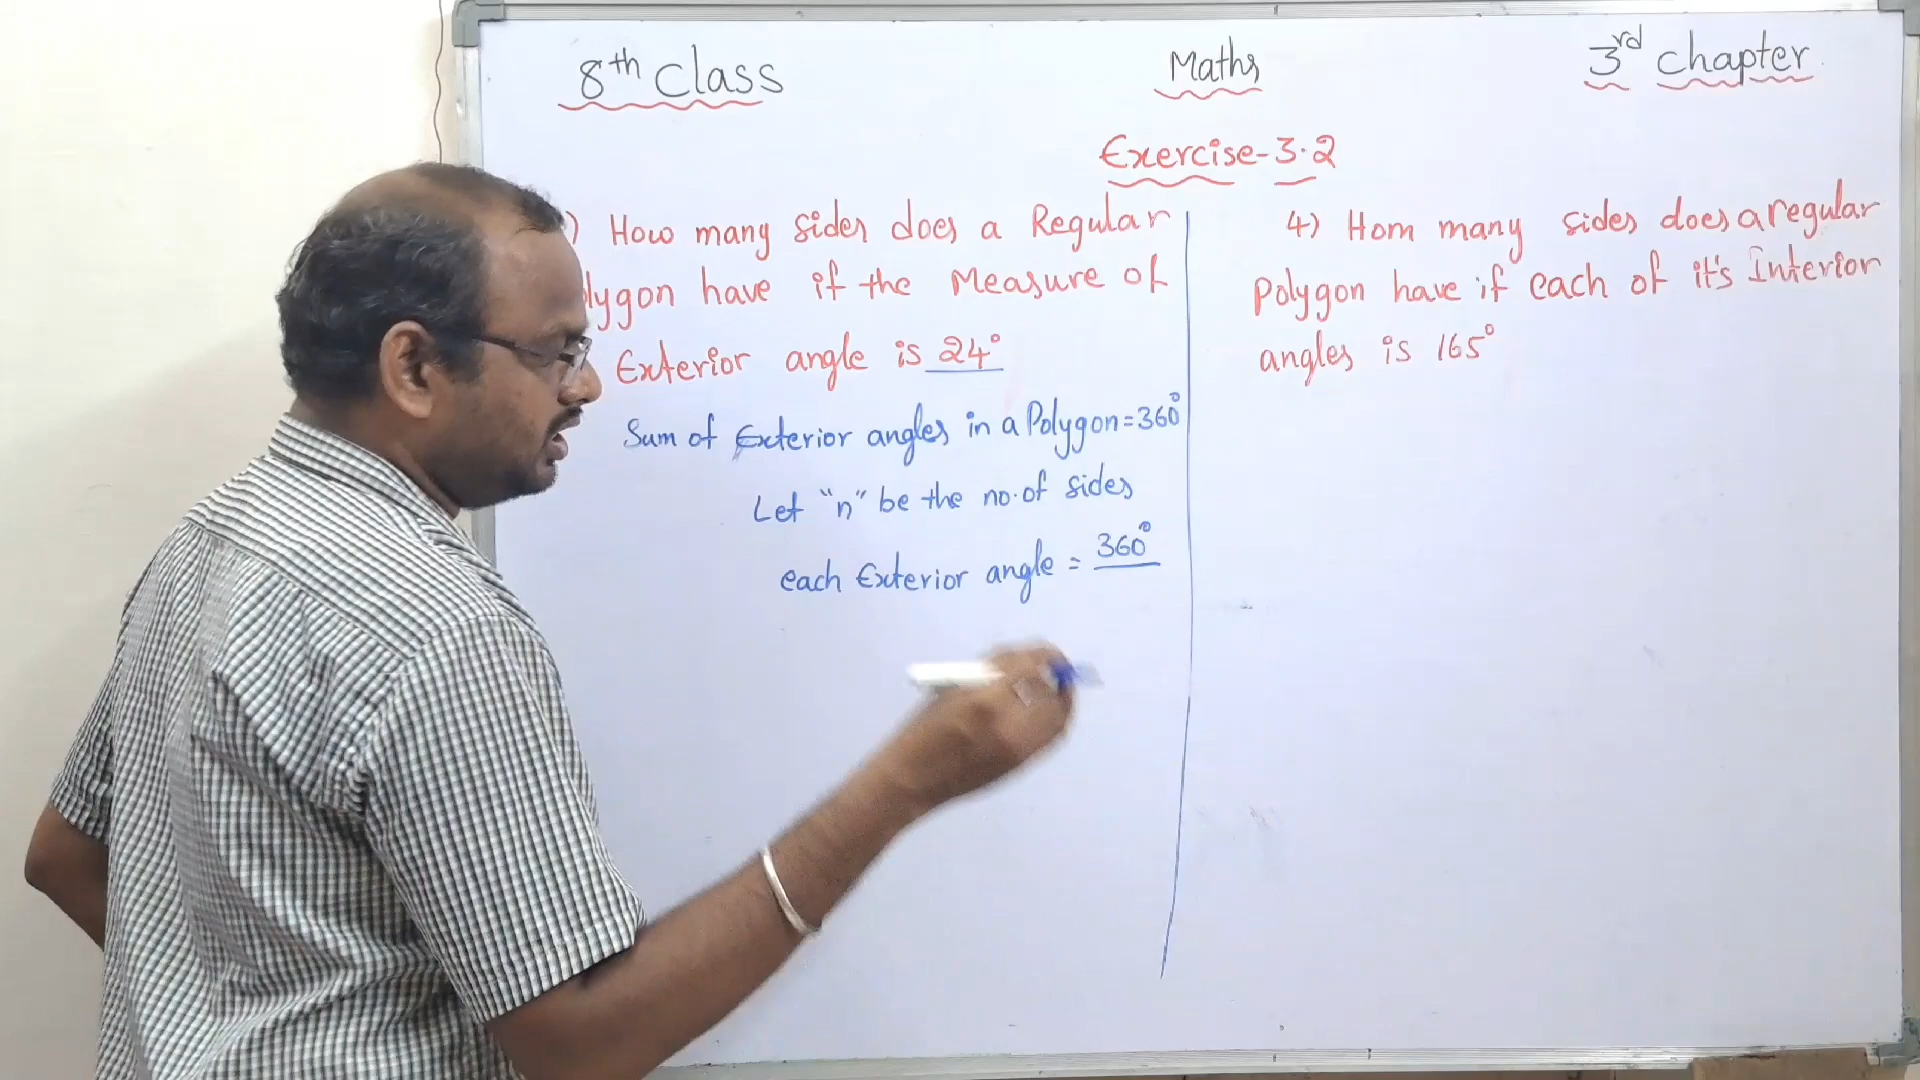 8th Class
Maths
3rd chapter
Exercise-3.2
) How many sides does a Regular
lygon have if the Measure of
Exterior angle is 24°
Sum of Exterior angles in a Polygon=360°
Let "n" be the no.of sides
each Exterior angle = 360°
4) Hom many sides does a regular
polygon have if each of it's Interior
angles is 165°